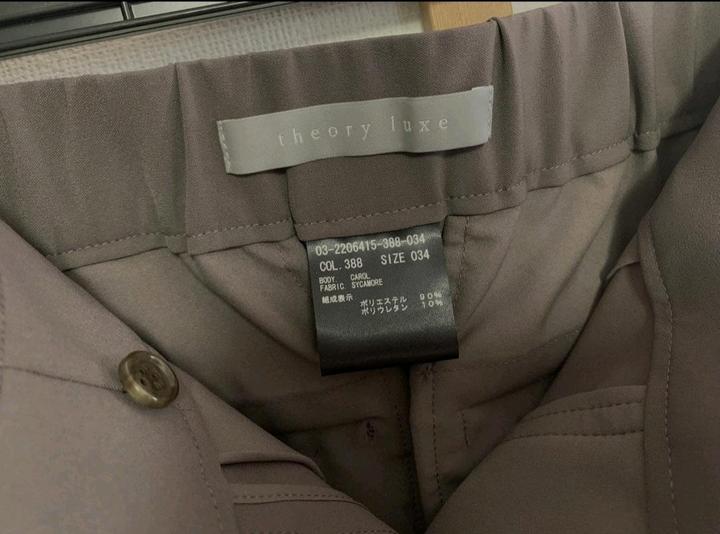 theory luxe
03-2206415-388-034
COL.388 SIZE 034
BODY CAROL
FABRIC SYCAMORE
組成表示 ポリエステル 90%
ポリウレタン 10%